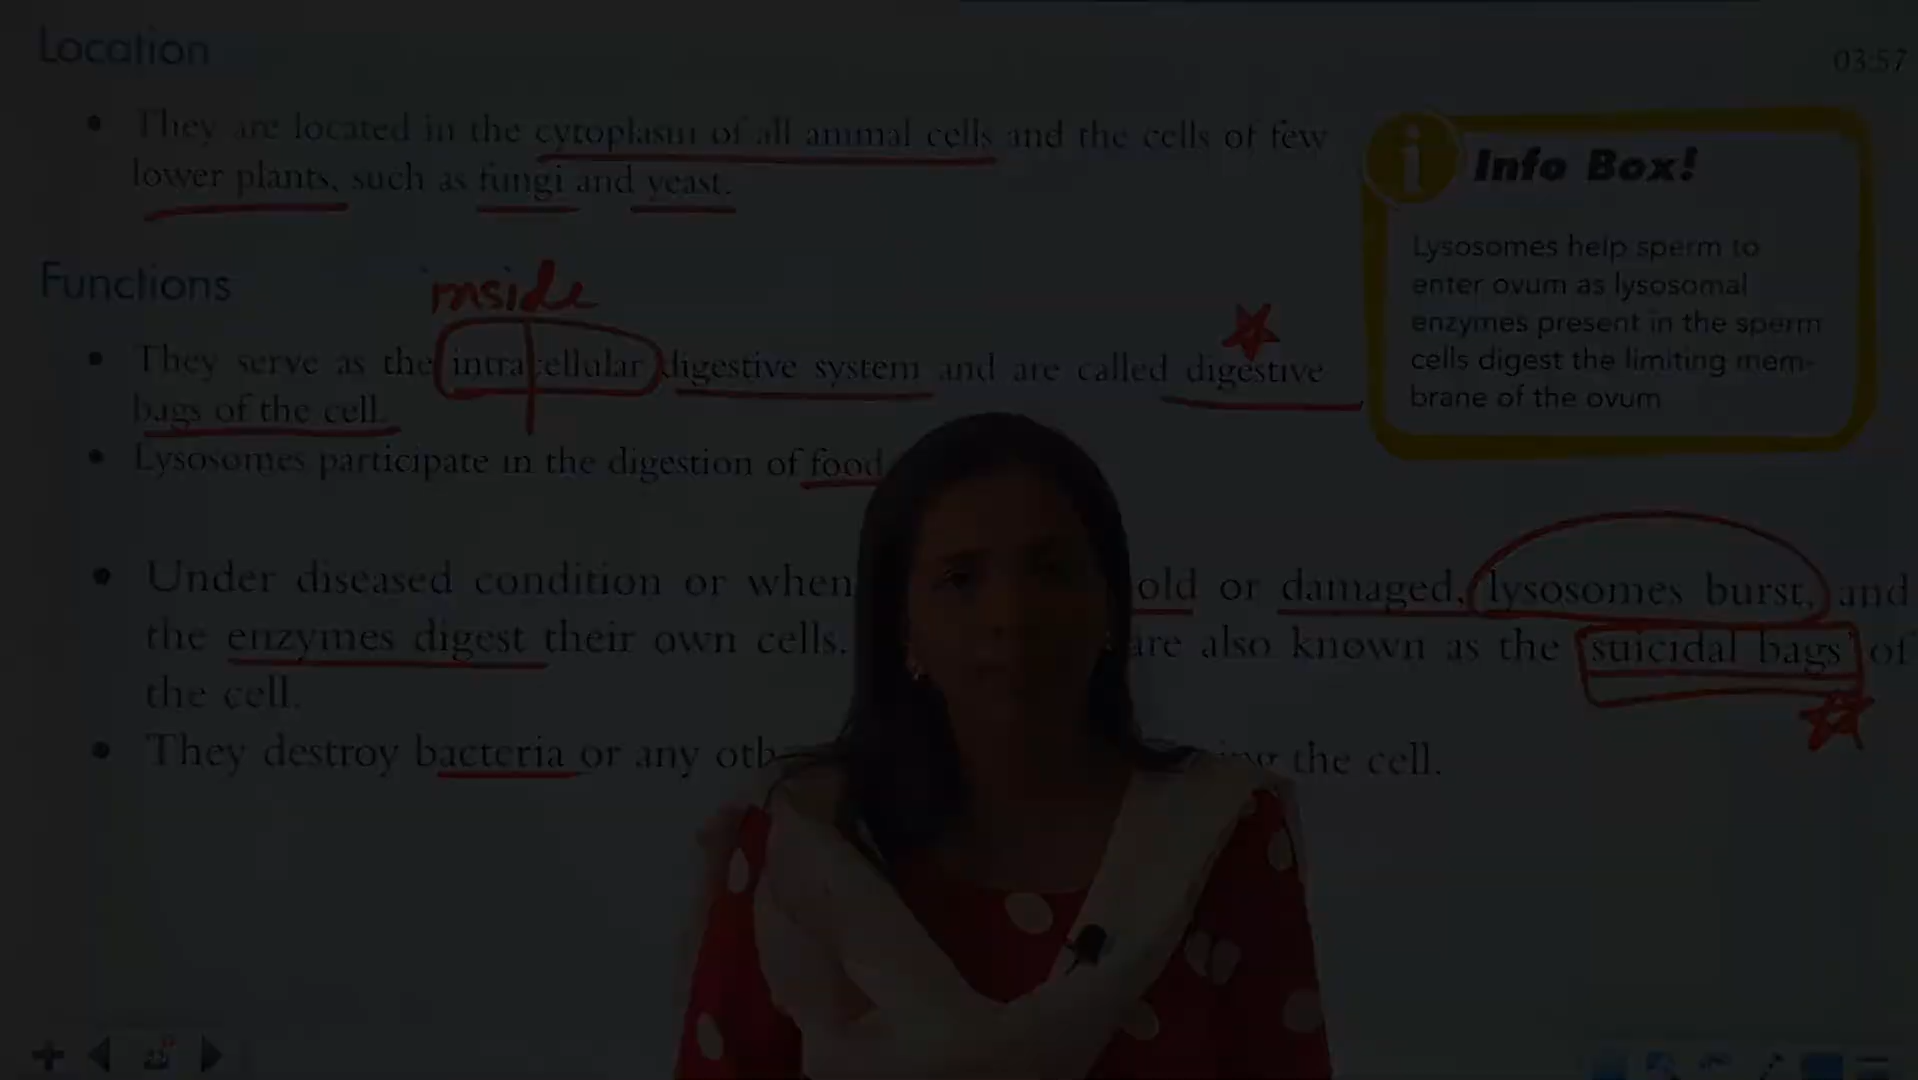 Location
03:57
They are located in the cytoplasm of all animal cells and the cells of few
lower plants, such as fungi and yeast.
Info Box!
Lysosomes help sperm to
enter ovum as lysosomal
enzymes present in the sperm
cells digest the limiting mem-
brane of the ovum
Functions
inside
They serve as the intracellular digestive system and are called digestive
bags of the cell.
Lysosomes participate in the digestion of food
Under diseased condition or when old or damaged, lysosomes burst, and
the enzymes digest their own cells. are also known as the suicidal bags of
the cell.
They destroy bacteria or any the cell.